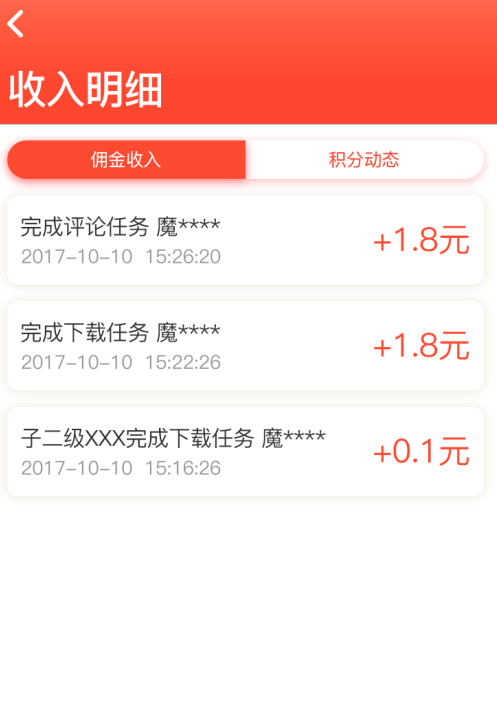 收入明细
佣金收入
积分动态
完成评论任务 魔****
2017-10-10 15:26:20
+1.8元
完成下载任务 魔****
2017-10-10 15:22:26
+1.8元
子二级XXX完成下载任务 魔****
2017-10-10 15:16:26
+0.1元